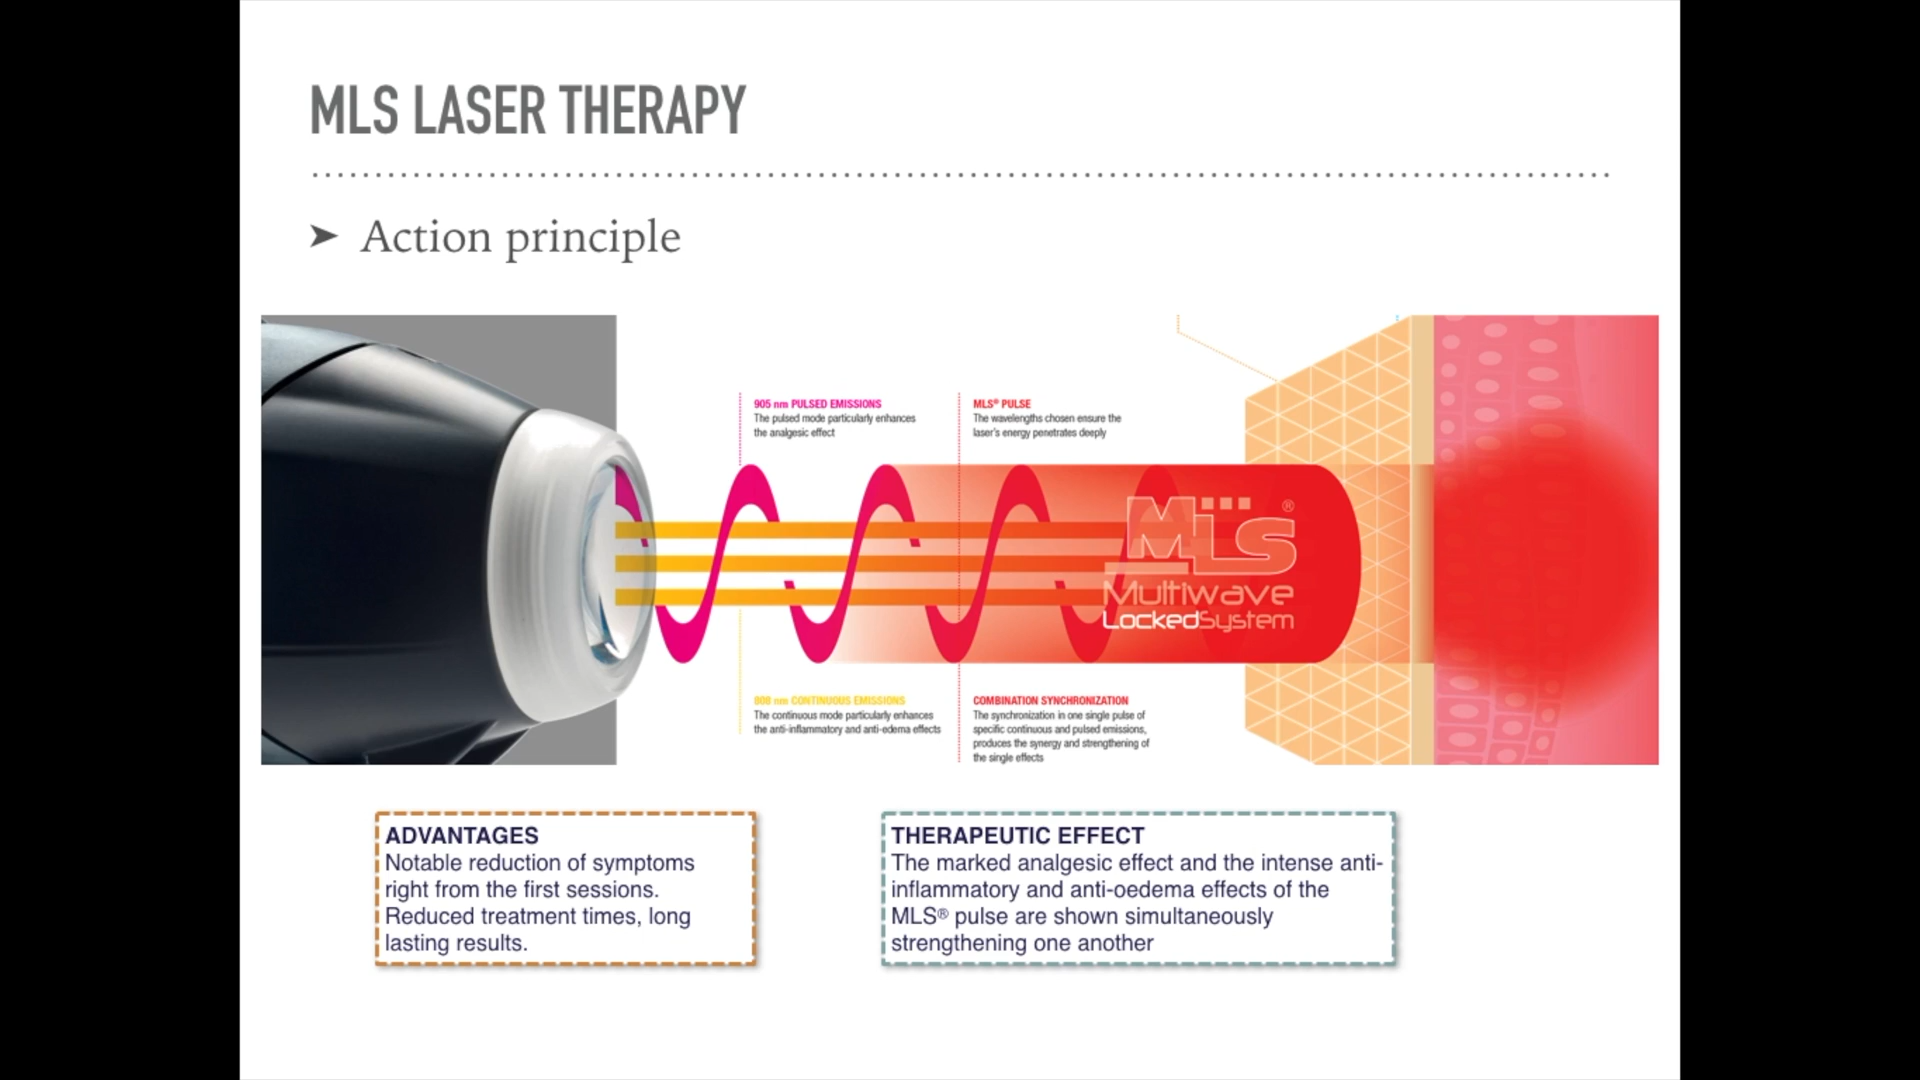 MLS LASER THERAPY
➤ Action principle
905 nm PULSED EMISSIONS
The pulsed mode particularly enhances
the analgesic effect
MLS® PULSE
The wavelengths chosen ensure the
laser's energy penetrates deeply
MLS®
Multiwave
LockedSystem
808 nm CONTINUOUS EMISSIONS
The continuous mode particularly enhances
the anti-inflammatory and anti-edema effects
COMBINATION SYNCHRONIZATION
The synchronization in one single pulse of
specific continuous and pulsed emissions,
produces the synergy and strengthening of
the single effects
ADVANTAGES
Notable reduction of symptoms
right from the first sessions.
Reduced treatment times, long
lasting results.
THERAPEUTIC EFFECT
The marked analgesic effect and the intense anti-
inflammatory and anti-oedema effects of the
MLS® pulse are shown simultaneously
strengthening one another